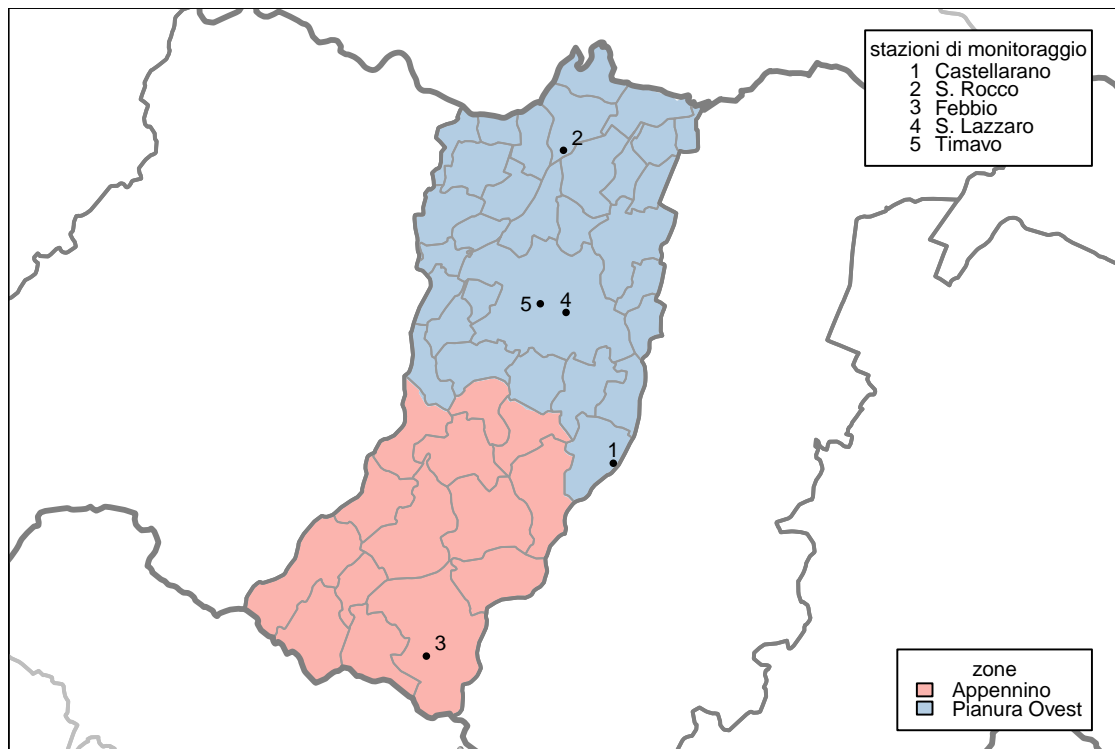 stazioni di monitoraggio
1 Castellarano
2 S. Rocco
3 Febbio
4 S. Lazzaro
5 Timavo
2
5
4
1
3
zone
Appennino
Pianura Ovest